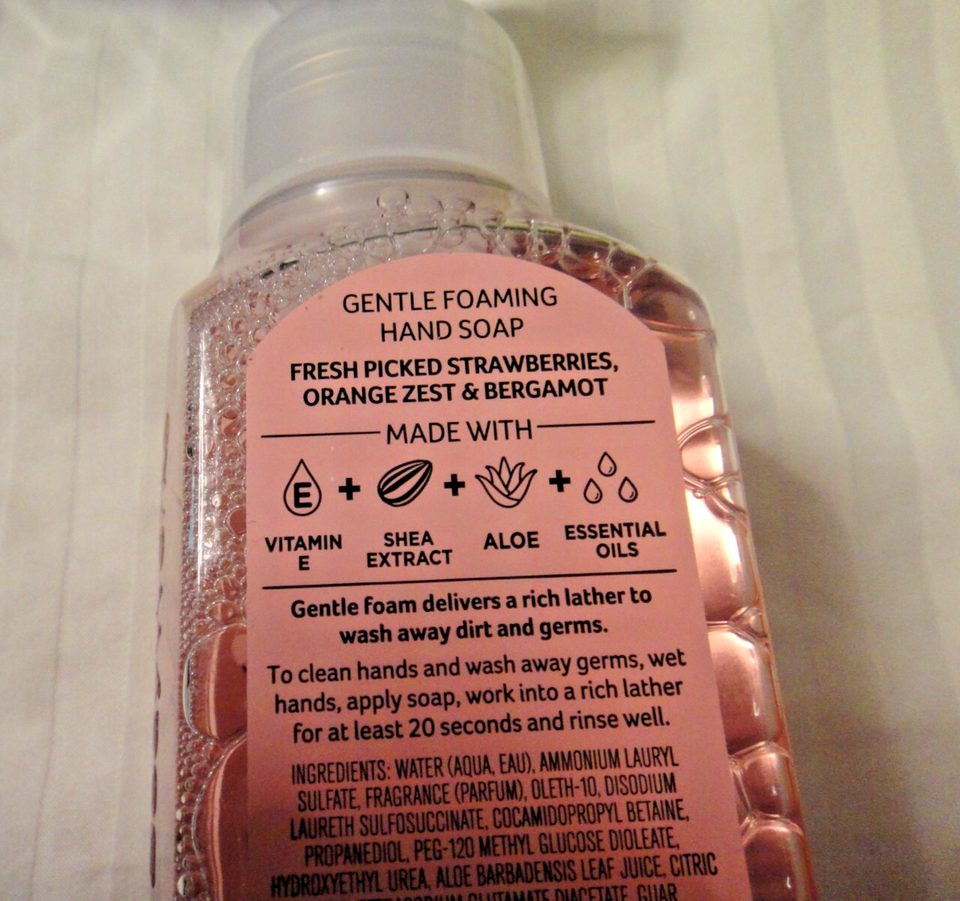 GENTLE FOAMING
HAND SOAP
FRESH PICKED STRAWBERRIES,
ORANGE ZEST & BERGAMOT
MADE WITH
E + + +
VITAMIN E SHEA EXTRACT ALOE ESSENTIAL OILS
Gentle foam delivers a rich lather to
wash away dirt and germs.
To clean hands and wash away germs, wet
hands, apply soap, work into a rich lather
for at least 20 seconds and rinse well.
INGREDIENTS: WATER (AQUA, EAU), AMMONIUM LAURYL
SULFATE, FRAGRANCE (PARFUM), OLETH-10, DISODIUM
LAURETH SULFOSUCCINATE, COCAMIDOPROPYL BETAINE,
PROPANEDIOL, PEG-120 METHYL GLUCOSE DIOLEATE,
HYDROXYETHYL UREA, ALOE BARBADENSIS LEAF JUICE, CITRIC
GLUTAMATE DIACETATE, GUAR